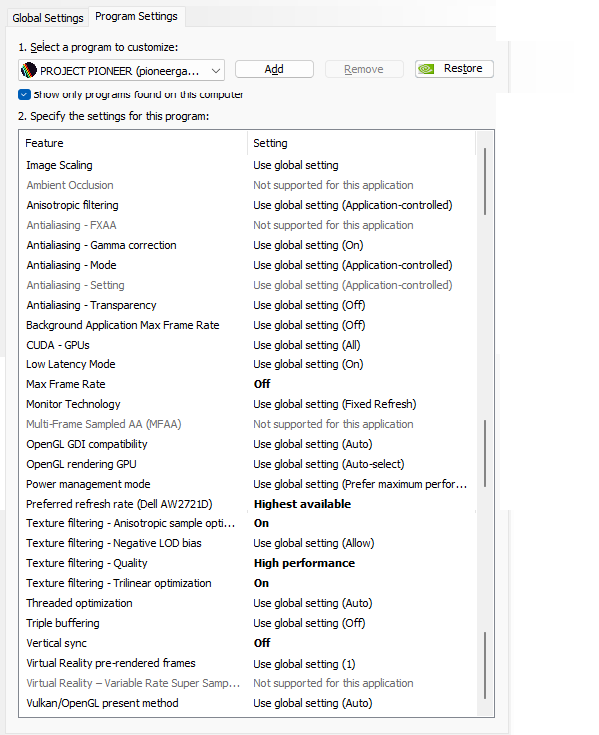 Global Settings Program Settings
1. Select a program to customize:
PROJECT PIONEER (pioneerga... Add Remove Restore
Show only programs found on this computer
2. Specify the settings for this program:
Feature Setting
Image Scaling Use global setting
Ambient Occlusion Not supported for this application
Anisotropic filtering Use global setting (Application-controlled)
Antialiasing - FXAA Not supported for this application
Antialiasing - Gamma correction Use global setting (On)
Antialiasing - Mode Use global setting (Application-controlled)
Antialiasing - Setting Use global setting (Application-controlled)
Antialiasing - Transparency Use global setting (Off)
Background Application Max Frame Rate Use global setting (Off)
CUDA - GPUs Use global setting (All)
Low Latency Mode Use global setting (On)
Max Frame Rate Off
Monitor Technology Use global setting (Fixed Refresh)
Multi-Frame Sampled AA (MFAA) Not supported for this application
OpenGL GDI compatibility Use global setting (Auto)
OpenGL rendering GPU Use global setting (Auto-select)
Power management mode Use global setting (Prefer maximum perfor...
Preferred refresh rate (Dell AW2721D) Highest available
Texture filtering - Anisotropic sample opti... On
Texture filtering - Negative LOD bias Use global setting (Allow)
Texture filtering - Quality High performance
Texture filtering - Trilinear optimization On
Threaded optimization Use global setting (Auto)
Triple buffering Use global setting (Off)
Vertical sync Off
Virtual Reality pre-rendered frames Use global setting (1)
Virtual Reality – Variable Rate Super Samp... Not supported for this application
Vulkan/OpenGL present method Use global setting (Auto)